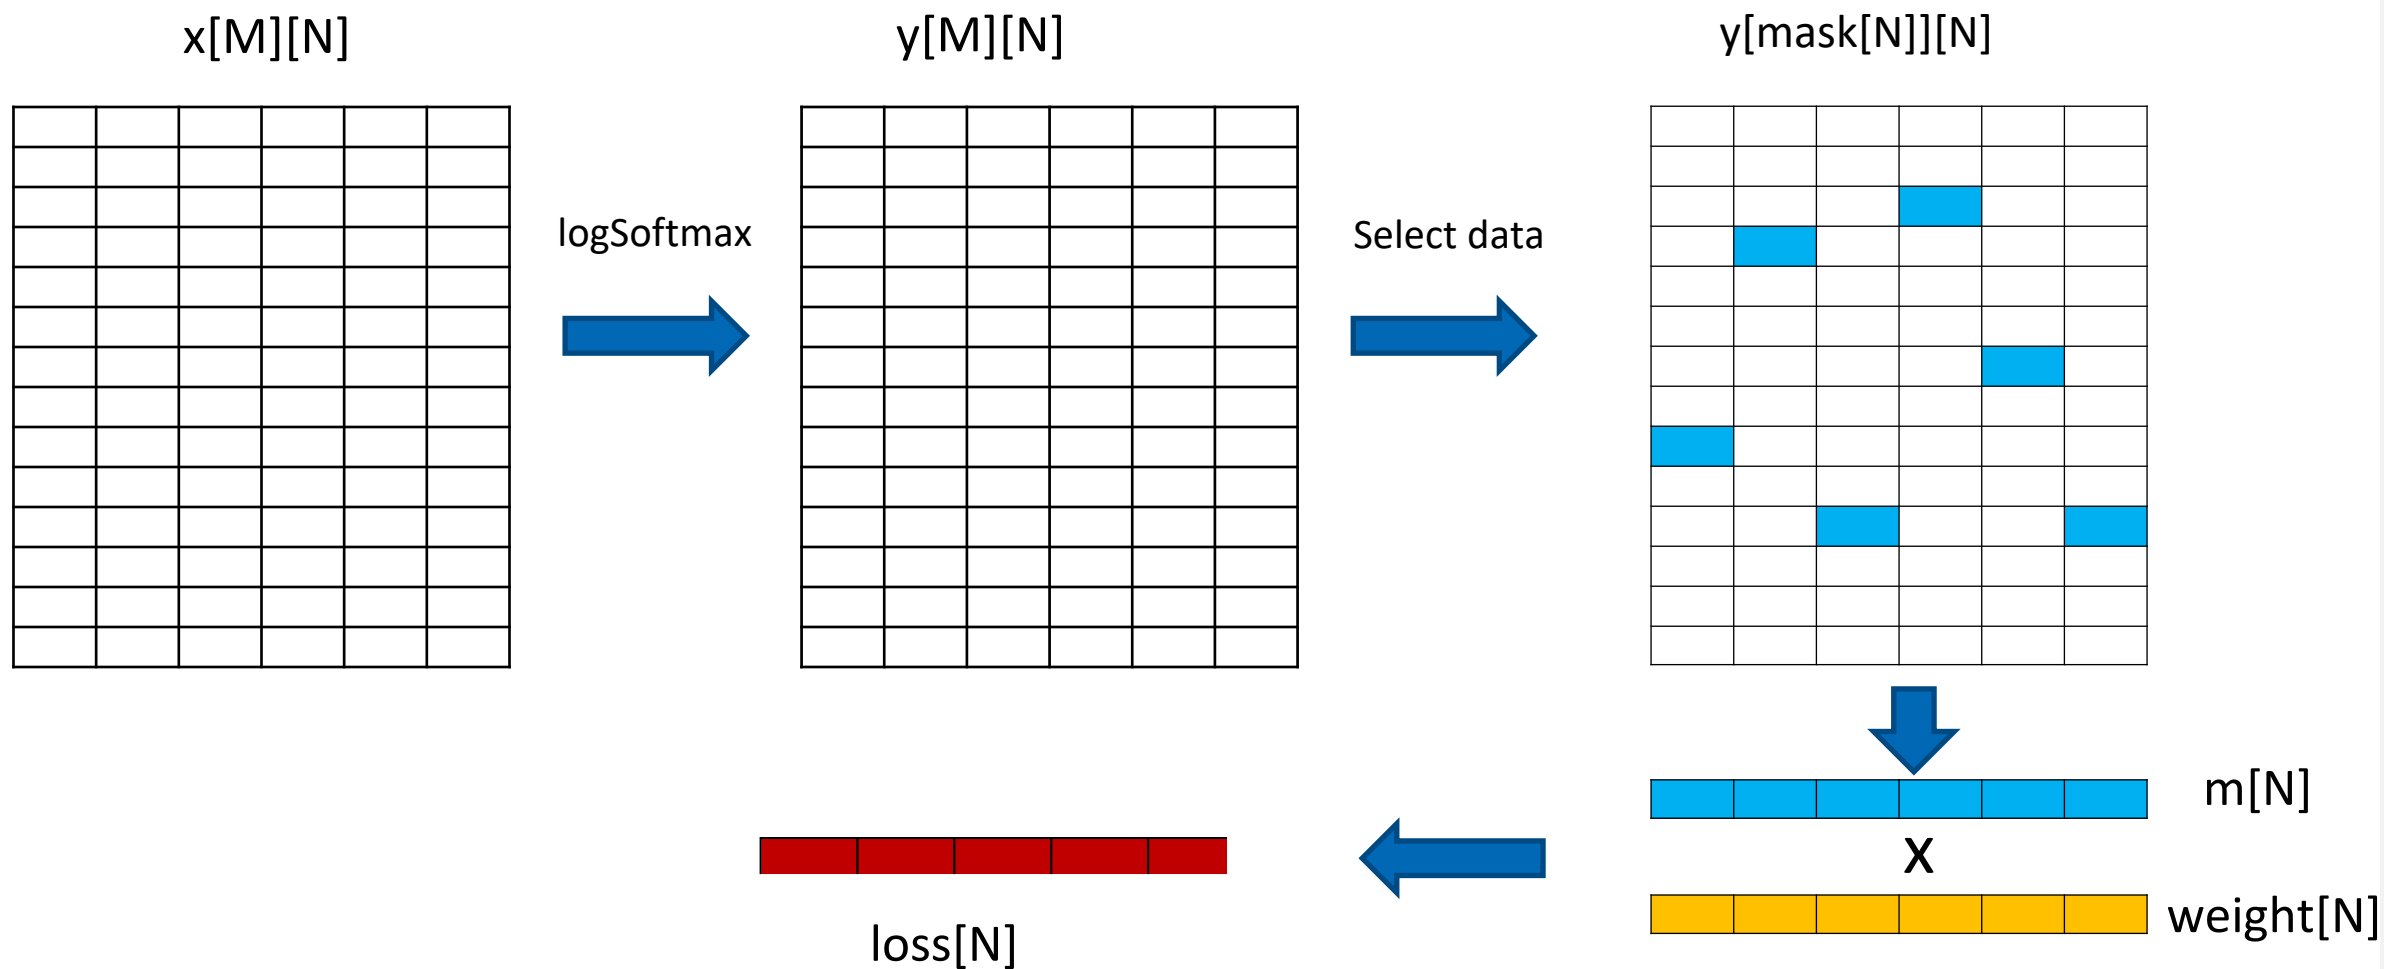 x[M][N]
y[M][N]
y[mask[N]][N]
logSoftmax
Select data
m[N]
x
weight[N]
loss[N]